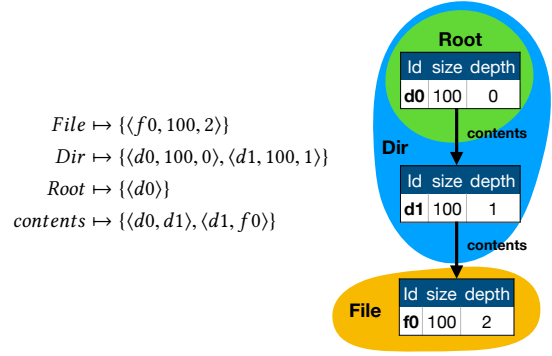 File ↦ {⟨f0, 100, 2⟩}
Dir ↦ {⟨d0, 100, 0⟩, ⟨d1, 100, 1⟩}
Root ↦ {⟨d0⟩}
contents ↦ {⟨d0, d1⟩, ⟨d1, f0⟩}
Root
Id size depth
d0 100 0
contents
Dir
Id size depth
d1 100 1
contents
File
Id size depth
f0 100 2